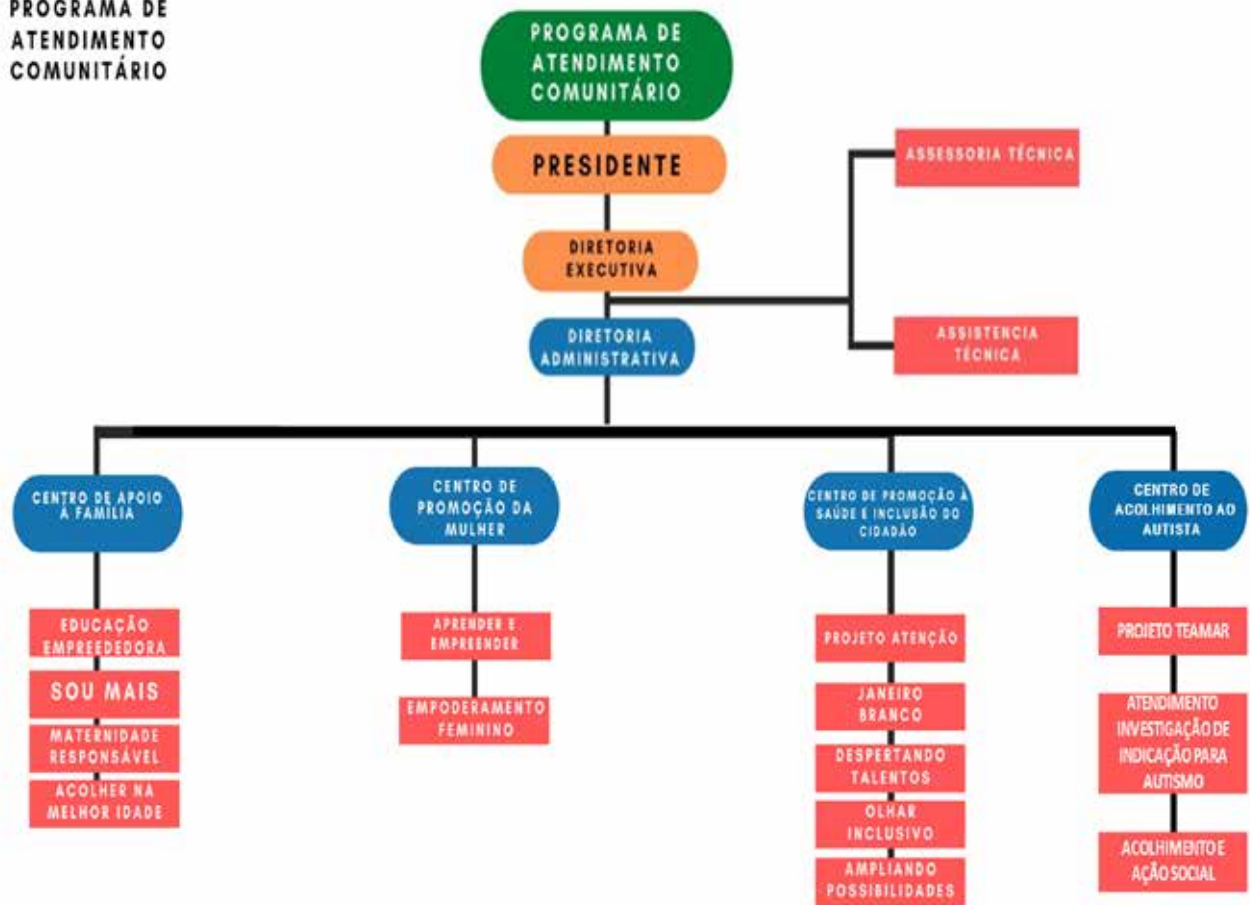 PROGRAMA DE
ATENDIMENTO
COMUNITÁRIO
PROGRAMA DE
ATENDIMENTO
COMUNITÁRIO
PRESIDENTE
DIRETORIA
EXECUTIVA
DIRETORIA
ADMINISTRATIVA
ASSESSORIA TÉCNICA
ASSISTENCIA
TÉCNICA
CENTRO DE APOIO
À FAMÍLIA
EDUCAÇÃO
EMPREEDEDORA
SOU MAIS
MATERNIDADE
RESPONSÁVEL
ACOLHER NA
MELHOR IDADE
CENTRO DE
PROMOÇÃO DA
MULHER
APRENDER E
EMPREENDER
EMPODERAMENTO
FEMININO
CENTRO DE PROMOÇÃO À
SAÚDE E INCLUSÃO DO
CIDADÃO
PROJETO ATENÇÃO
JANEIRO
BRANCO
DESPERTANDO
TALENTOS
OLHAR
INCLUSIVO
AMPLIANDO
POSSIBILIDADES
CENTRO DE
ACOLHIMENTO AO
AUTISTA
PROJETO TEAMAR
ATENDIMENTO
INVESTIGAÇÃO DE
INDICAÇÃO PARA
AUTISMO
ACOLHIMENTO E
AÇÃO SOCIAL